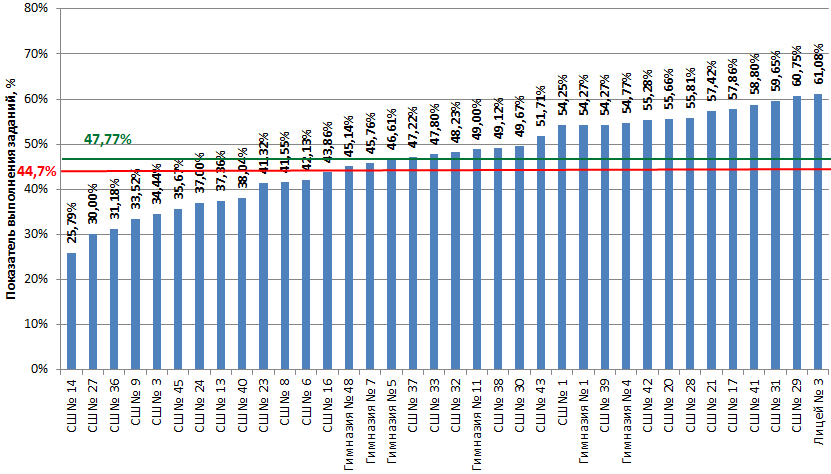 80%
70%
60%
50%
40%
30%
20%
10%
0%
Показатель выполнения заданий, %
47,77%
44,7%
25,79%
30,00%
31,18%
33,52%
34,44%
35,67%
37,00%
37,36%
38,04%
41,32%
41,55%
42,13%
43,86%
45,14%
45,76%
46,61%
47,22%
47,80%
48,23%
49,00%
49,12%
49,67%
51,71%
54,25%
54,27%
54,27%
54,77%
55,28%
55,66%
55,81%
57,42%
57,86%
58,80%
59,65%
60,75%
61,08%
СШ № 14
СШ № 27
СШ № 36
СШ № 9
СШ № 3
СШ № 45
СШ № 24
СШ № 13
СШ № 40
СШ № 23
СШ № 8
СШ № 6
СШ № 16
Гимназия № 48
Гимназия № 7
Гимназия № 5
СШ № 37
СШ № 33
СШ № 32
Гимназия № 11
СШ № 38
СШ № 30
СШ № 43
СШ № 1
Гимназия № 1
СШ № 39
Гимназия № 4
СШ № 42
СШ № 20
СШ № 28
СШ № 21
СШ № 17
СШ № 41
СШ № 31
СШ № 29
Лицей № 3